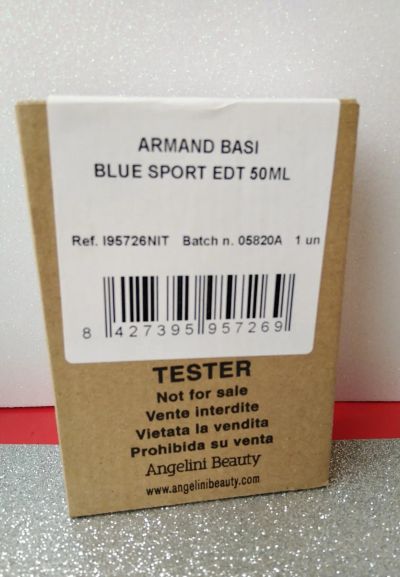 ARMAND BASI
BLUE SPORT EDT 50ML
Ref. I95726NIT Batch n. 05820A 1 un
8 427395 957269
TESTER
Not for sale
Vente interdite
Vietata la vendita
Prohibida su venta
Angelini Beauty
www.angelinibeauty.com